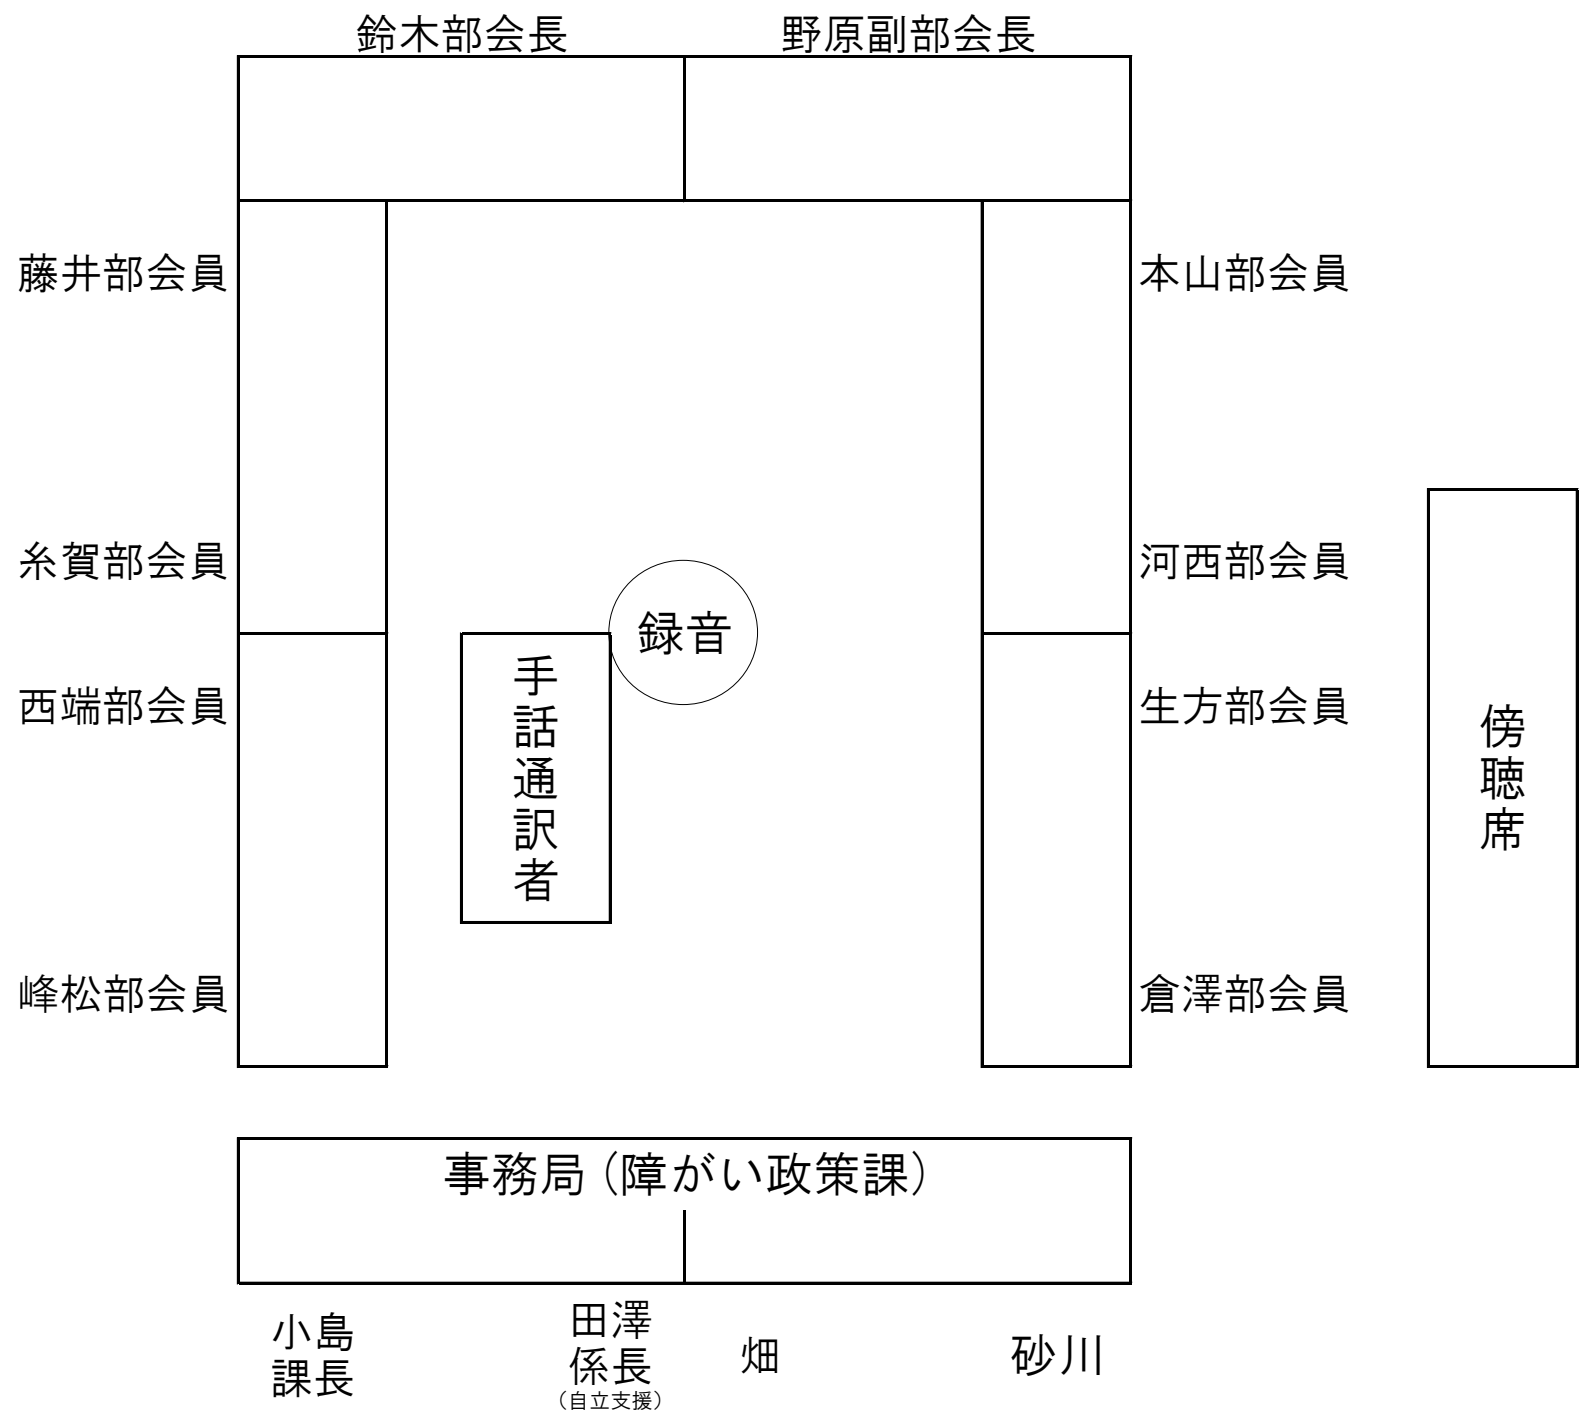 鈴木部会長
野原副部会長
藤井部会員
本山部会員
糸賀部会員
河西部会員
録音
手話通訳者
西端部会員
生方部会員
傍聴席
峰松部会員
倉澤部会員
事務局（障がい政策課）
小島
課長
田澤
係長
（自立支援）
畑
砂川